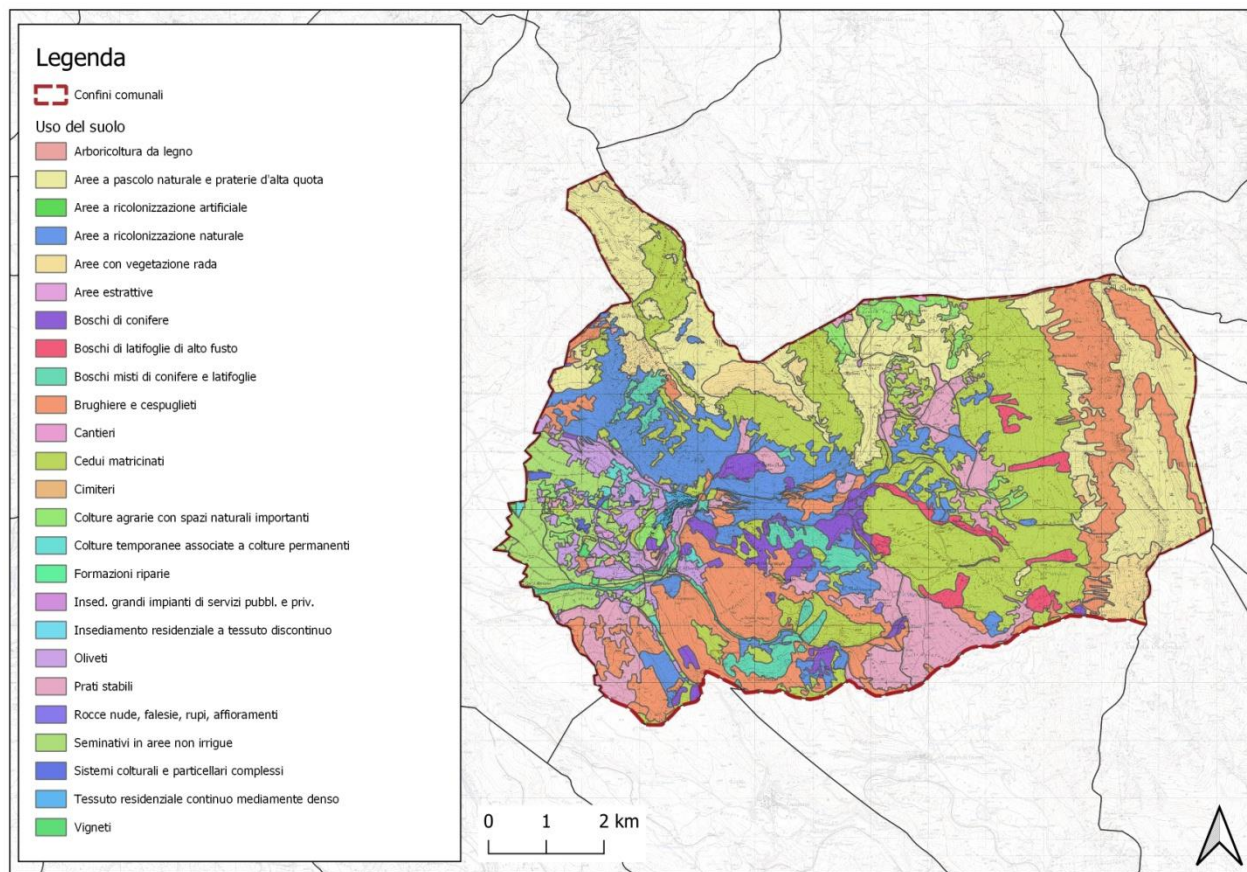 Legenda
Confini comunali
Uso del suolo
Arboricoltura da legno
Aree a pascolo naturale e praterie d'alta quota
Aree a ricolonizzazione artificiale
Aree a ricolonizzazione naturale
Aree con vegetazione rada
Aree estrattive
Boschi di conifere
Boschi di latifoglie di alto fusto
Boschi misti di conifere e latifoglie
Brughiere e cespuglieti
Cantieri
Cedui matricinati
Cimiteri
Colture agrarie con spazi naturali importanti
Colture temporanee associate a colture permanenti
Formazioni riparie
Insed. grandi impianti di servizi pubbl. e priv.
Insediamento residenziale a tessuto discontinuo
Oliveti
Prati stabili
Rocce nude, falesie, rupi, affioramenti
Seminativi in aree non irrigue
Sistemi colturali e particellari complessi
Tessuto residenziale continuo mediamente denso
Vigneti
0 1 2 km